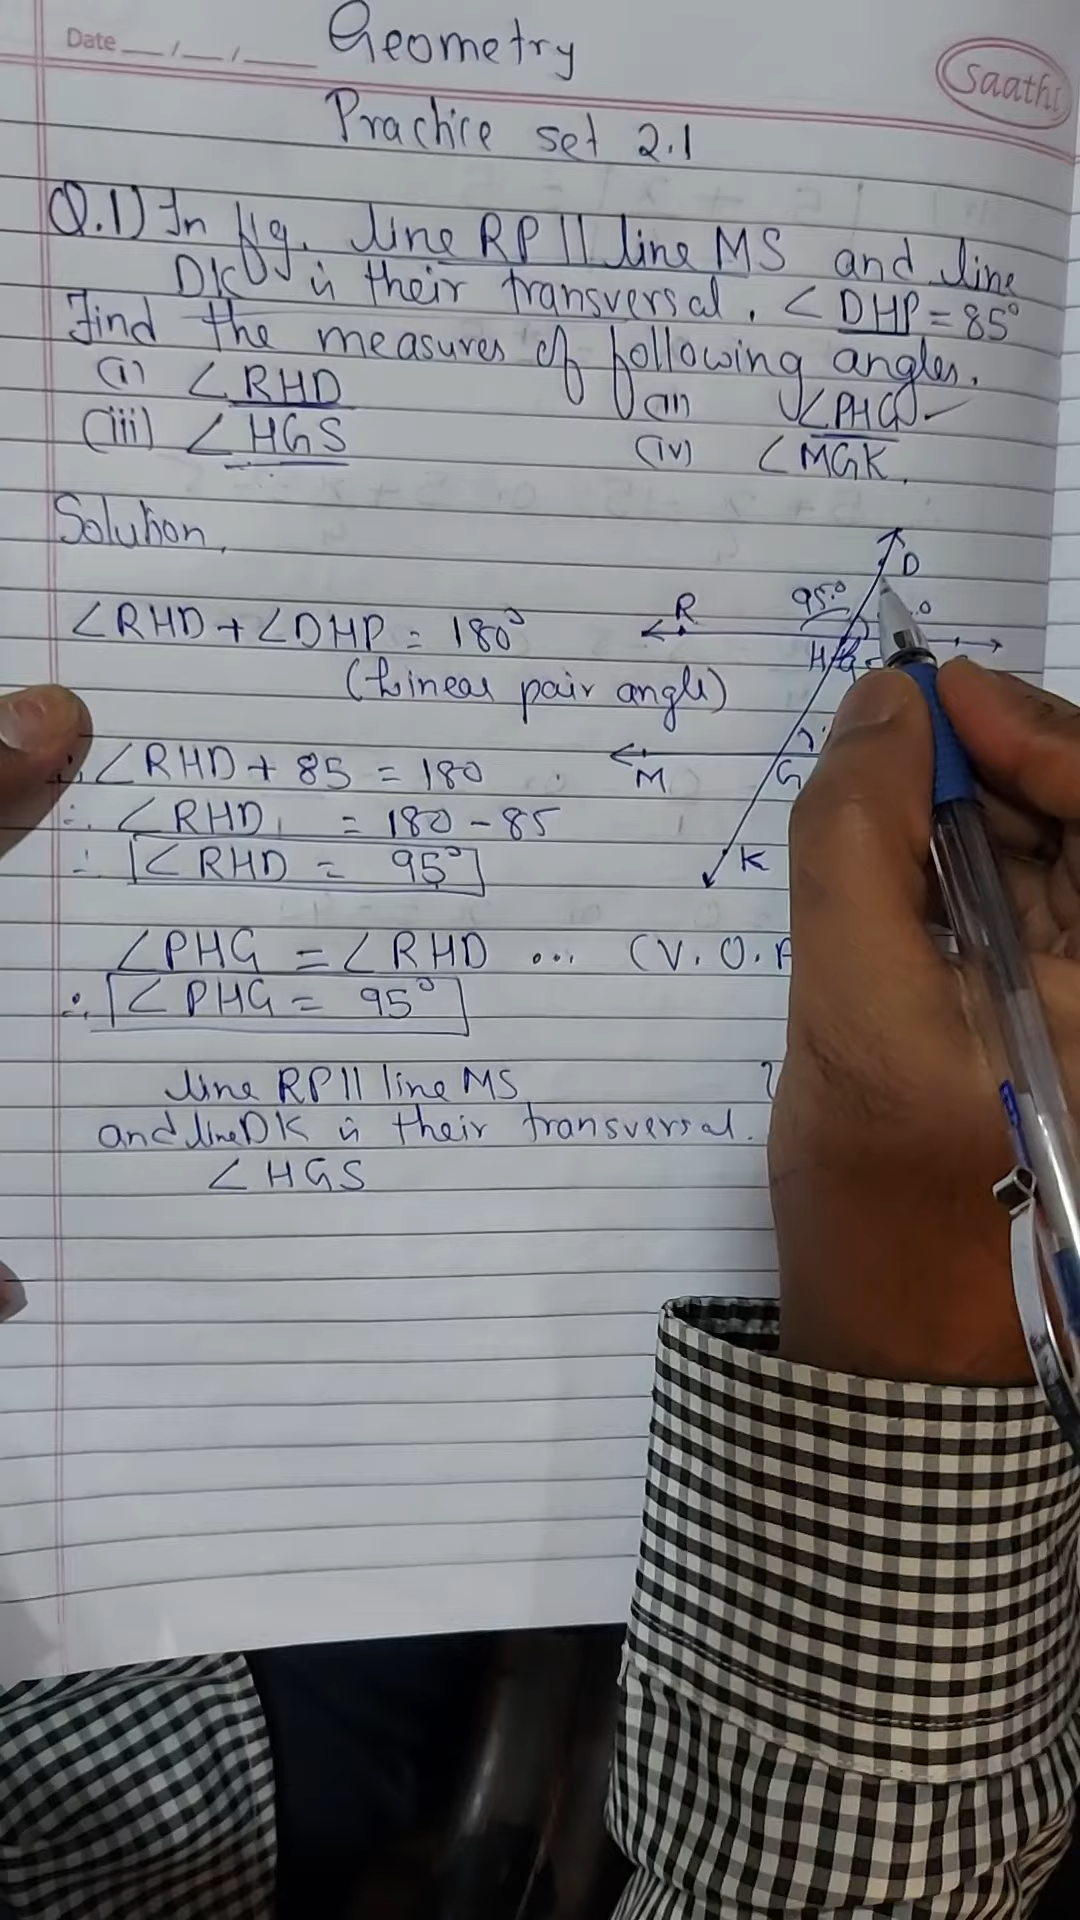 Date __/__/____ Geometry
Saathi
Practice set 2.1
Q.1) In fig. line RP || line MS and line
DK is their transversal. ∠DHP = 85°
Find the measures of following angles.
(i) ∠RHD (ii) ∠PHG
(iii) ∠HGS (iv) ∠MGK.
Solution,
D
95°
R
H
∠RHD + ∠DHP = 180°
(Linear pair angle)
M
G
∴ ∠RHD + 85 = 180
∴ ∠RHD = 180 - 85
∴ ∠RHD = 95°
K
∠PHG = ∠RHD ... (V.O.A
∴ ∠PHG = 95°
line RP || line MS
and line DK is their transversal.
∠HGS